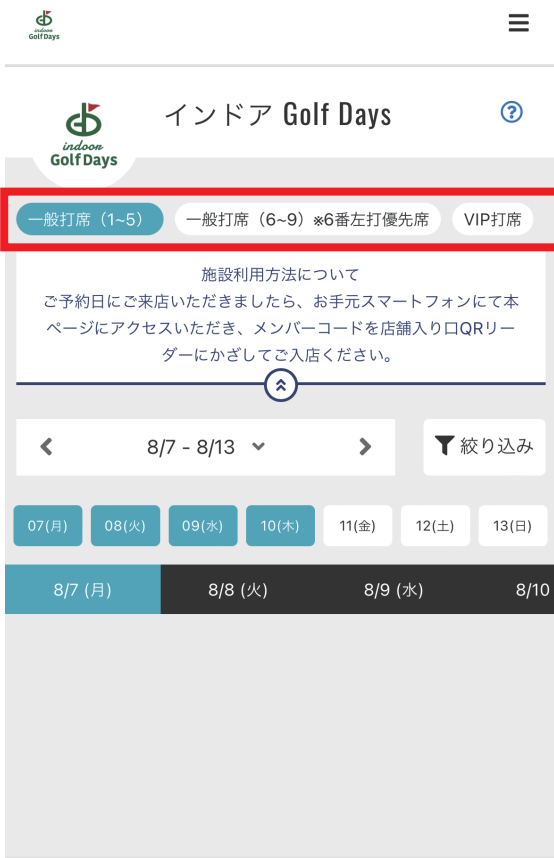 indoor
Golf Days
インドア Golf Days
indoor
Golf Days
一般打席（1~5） 一般打席（6~9）※6番左打優先席 VIP打席
施設利用方法について
ご予約日にご来店いただきましたら、お手元スマートフォンにて本
ページにアクセスいただき、メンバーコードを店舗入り口QRリー
ダーにかざしてご入店ください。
8/7 - 8/13 絞り込み
07(月) 08(火) 09(水) 10(木) 11(金) 12(土) 13(日)
8/7 (月) 8/8 (火) 8/9 (水) 8/10